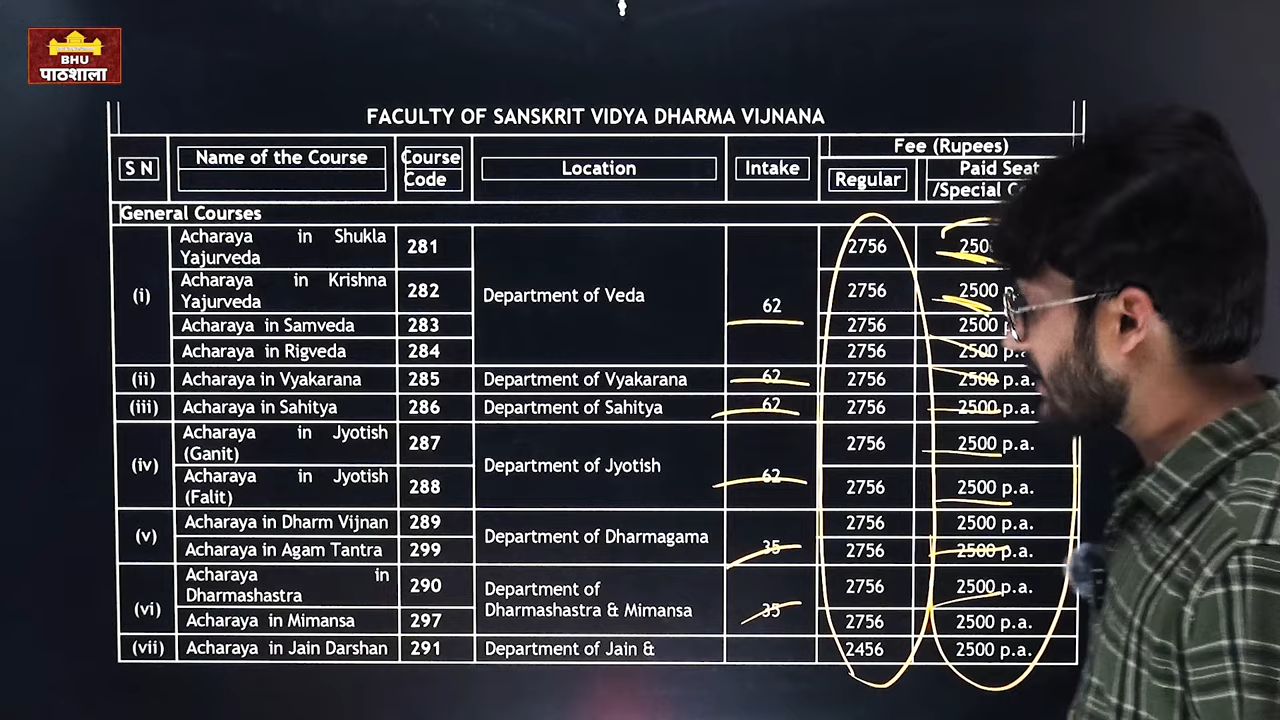 BHU
पाठशाला
FACULTY OF SANSKRIT VIDYA DHARMA VIJNANA
S N Name of the Course Course Code Location Intake Fee (Rupees)
Regular Paid Seat
/Special
General Courses
(i) Acharaya in Shukla Yajurveda 281 Department of Veda 62 2756 2500
Acharaya in Krishna Yajurveda 282 2756 2500
Acharaya in Samveda 283 2756 2500
Acharaya in Rigveda 284 2756 2500 p.a.
(ii) Acharaya in Vyakarana 285 Department of Vyakarana 62 2756 2500 p.a.
(iii) Acharaya in Sahitya 286 Department of Sahitya 62 2756 2500 p.a.
(iv) Acharaya in Jyotish (Ganit) 287 Department of Jyotish 62 2756 2500 p.a.
Acharaya in Jyotish (Falit) 288 2756 2500 p.a.
(v) Acharaya in Dharm Vijnan 289 Department of Dharmagama 35 2756 2500 p.a.
Acharaya in Agam Tantra 299 2756 2500 p.a.
(vi) Acharaya in Dharmashastra 290 Department of Dharmashastra & Mimansa 35 2756 2500 p.a.
Acharaya in Mimansa 297 2756 2500 p.a.
(vii) Acharaya in Jain Darshan 291 Department of Jain & 2456 2500 p.a.